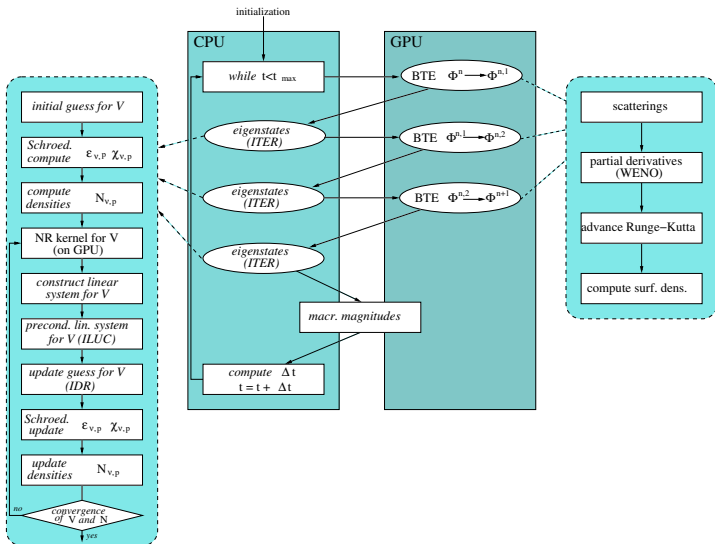 initialization
CPU
GPU
while t<t max
BTE Φn → Φn,1
eigenstates
(ITER)
BTE Φn,1 → Φn,2
eigenstates
(ITER)
BTE Φn,2 → Φn+1
eigenstates
(ITER)
macr. magnitudes
compute Δ t
t = t + Δ t
initial guess for V
Schroed.
compute εν,p χν,p
compute
densities Nν,p
NR kernel for V
(on GPU)
construct linear
system for V
precond. lin. system
for V (ILUC)
update guess for V
(IDR)
Schroed.
update εν,p χν,p
update
densities Nν,p
no
convergence
of V and N
yes
scatterings
partial derivatives
(WENO)
advance Runge−Kutta
compute surf. dens.